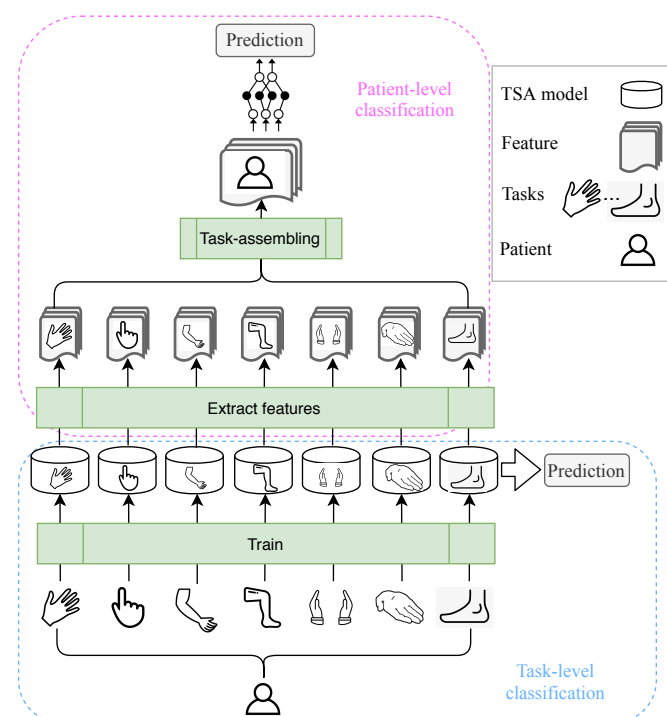 Prediction
Patient-level
classification
TSA model
Feature
Tasks
...
Patient
Task-assembling
Extract features
Prediction
Train
Task-level
classification